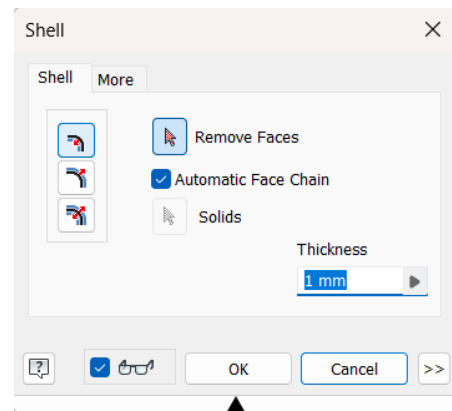 Shell
Shell More
Remove Faces
Automatic Face Chain
Solids
Thickness
1 mm
? OK Cancel >>